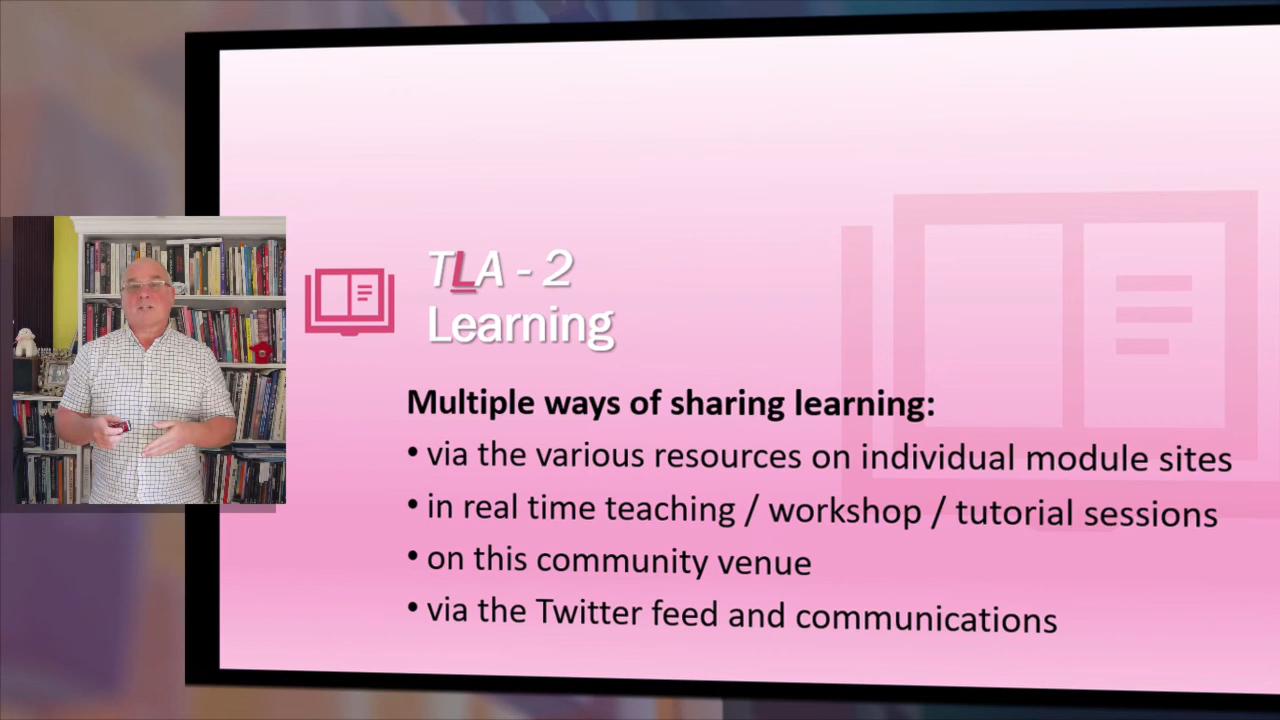 TLA - 2
Learning
Multiple ways of sharing learning:
• via the various resources on individual module sites
• in real time teaching / workshop / tutorial sessions
• on this community venue
• via the Twitter feed and communications